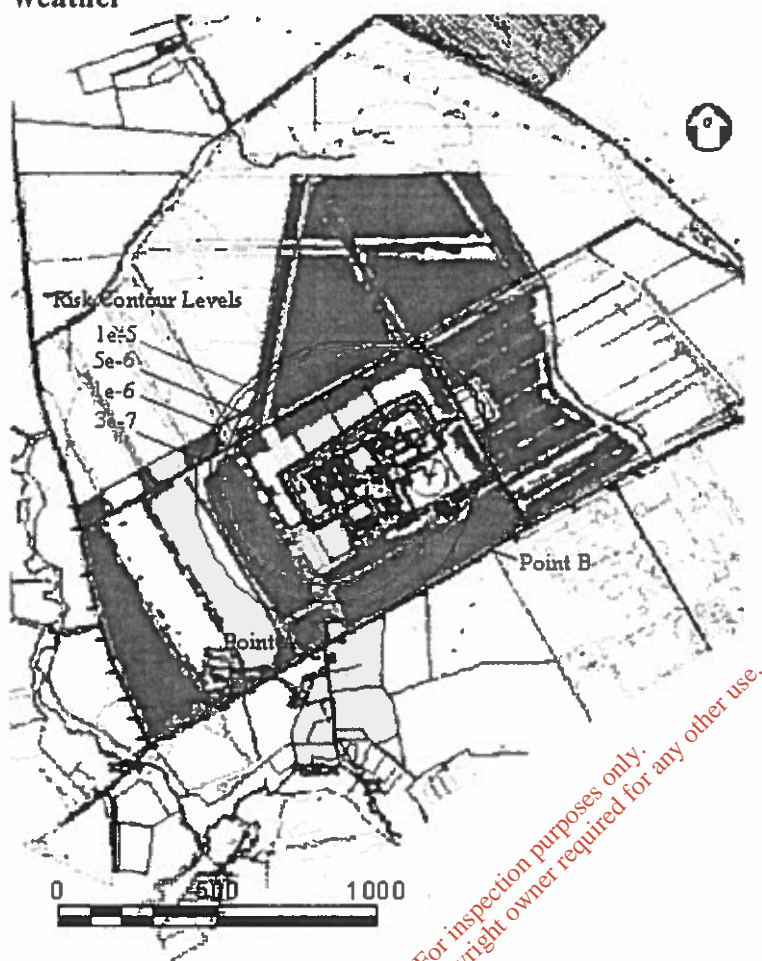 Weather
Risk Contour Levels
1e-5
5e-6
1e-6
3e-7
Point B
Point
0 500 1000
For inspection purposes only.
owner required for any other use.